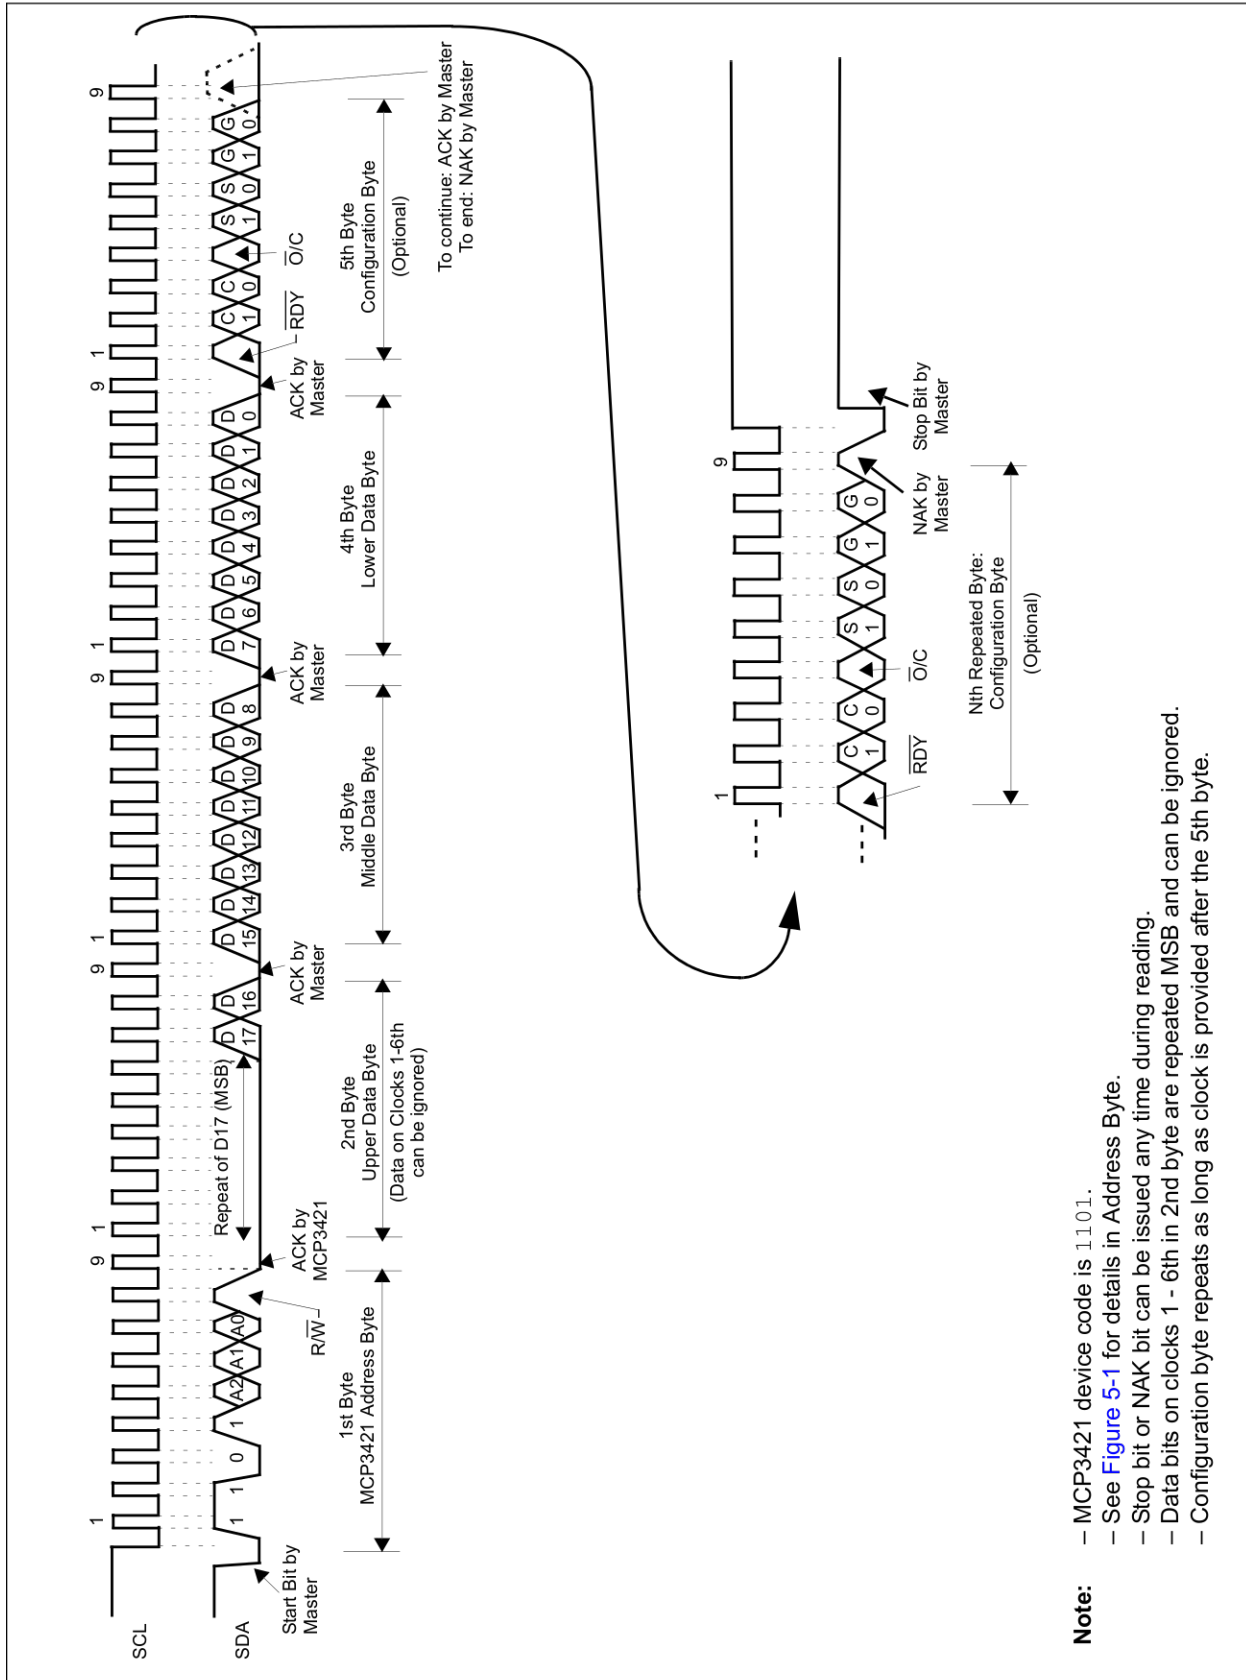 SCL
1
9
1
9
1
9
1
9
1
9
SDA
1
1
0
1
A2
A1
A0
Repeat of D17 (MSB)
D
17
D
16
D
15
D
14
D
13
D
12
D
11
D
10
D
9
D
8
D
7
D
6
D
5
D
4
D
3
D
2
D
1
D
0
C
1
C
0
S
1
S
0
G
1
G
0
Start Bit by
Master
R/W
ACK by
MCP3421
ACK by
Master
ACK by
Master
ACK by
Master
RDY
O/C
1st Byte
MCP3421 Address Byte
2nd Byte
Upper Data Byte
(Data on Clocks 1-6th
can be ignored)
3rd Byte
Middle Data Byte
4th Byte
Lower Data Byte
5th Byte
Configuration Byte
(Optional)
To continue: ACK by Master
To end: NAK by Master
1
9
C
1
C
0
S
1
S
0
G
1
G
0
RDY
O/C
NAK by
Master
Stop Bit by
Master
Nth Repeated Byte:
Configuration Byte
(Optional)
Note: – MCP3421 device code is 1101.
– See Figure 5-1 for details in Address Byte.
– Stop bit or NAK bit can be issued any time during reading.
– Data bits on clocks 1 - 6th in 2nd byte are repeated MSB and can be ignored.
– Configuration byte repeats as long as clock is provided after the 5th byte.